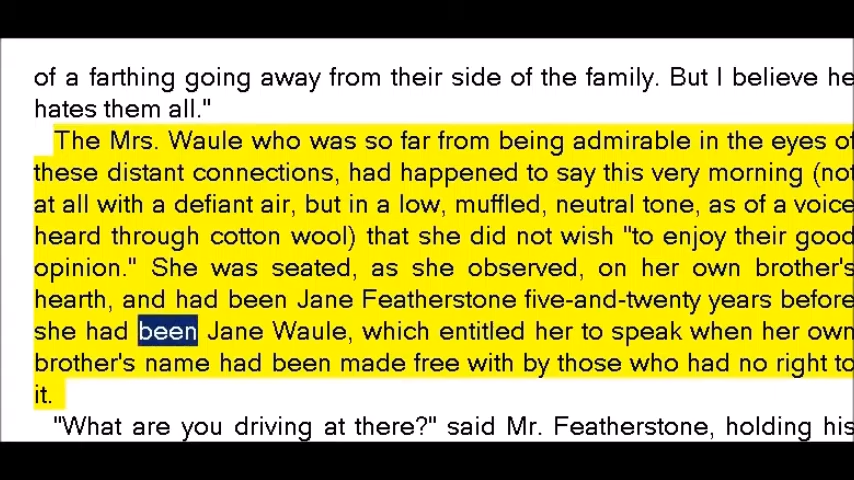 of a farthing going away from their side of the family. But I believe he
hates them all."
The Mrs. Waule who was so far from being admirable in the eyes of
these distant connections, had happened to say this very morning (not
at all with a defiant air, but in a low, muffled, neutral tone, as of a voice
heard through cotton wool) that she did not wish "to enjoy their good
opinion." She was seated, as she observed, on her own brother's
hearth, and had been Jane Featherstone five-and-twenty years before
she had been Jane Waule, which entitled her to speak when her own
brother's name had been made free with by those who had no right to
it.
"What are you driving at there?" said Mr. Featherstone, holding his